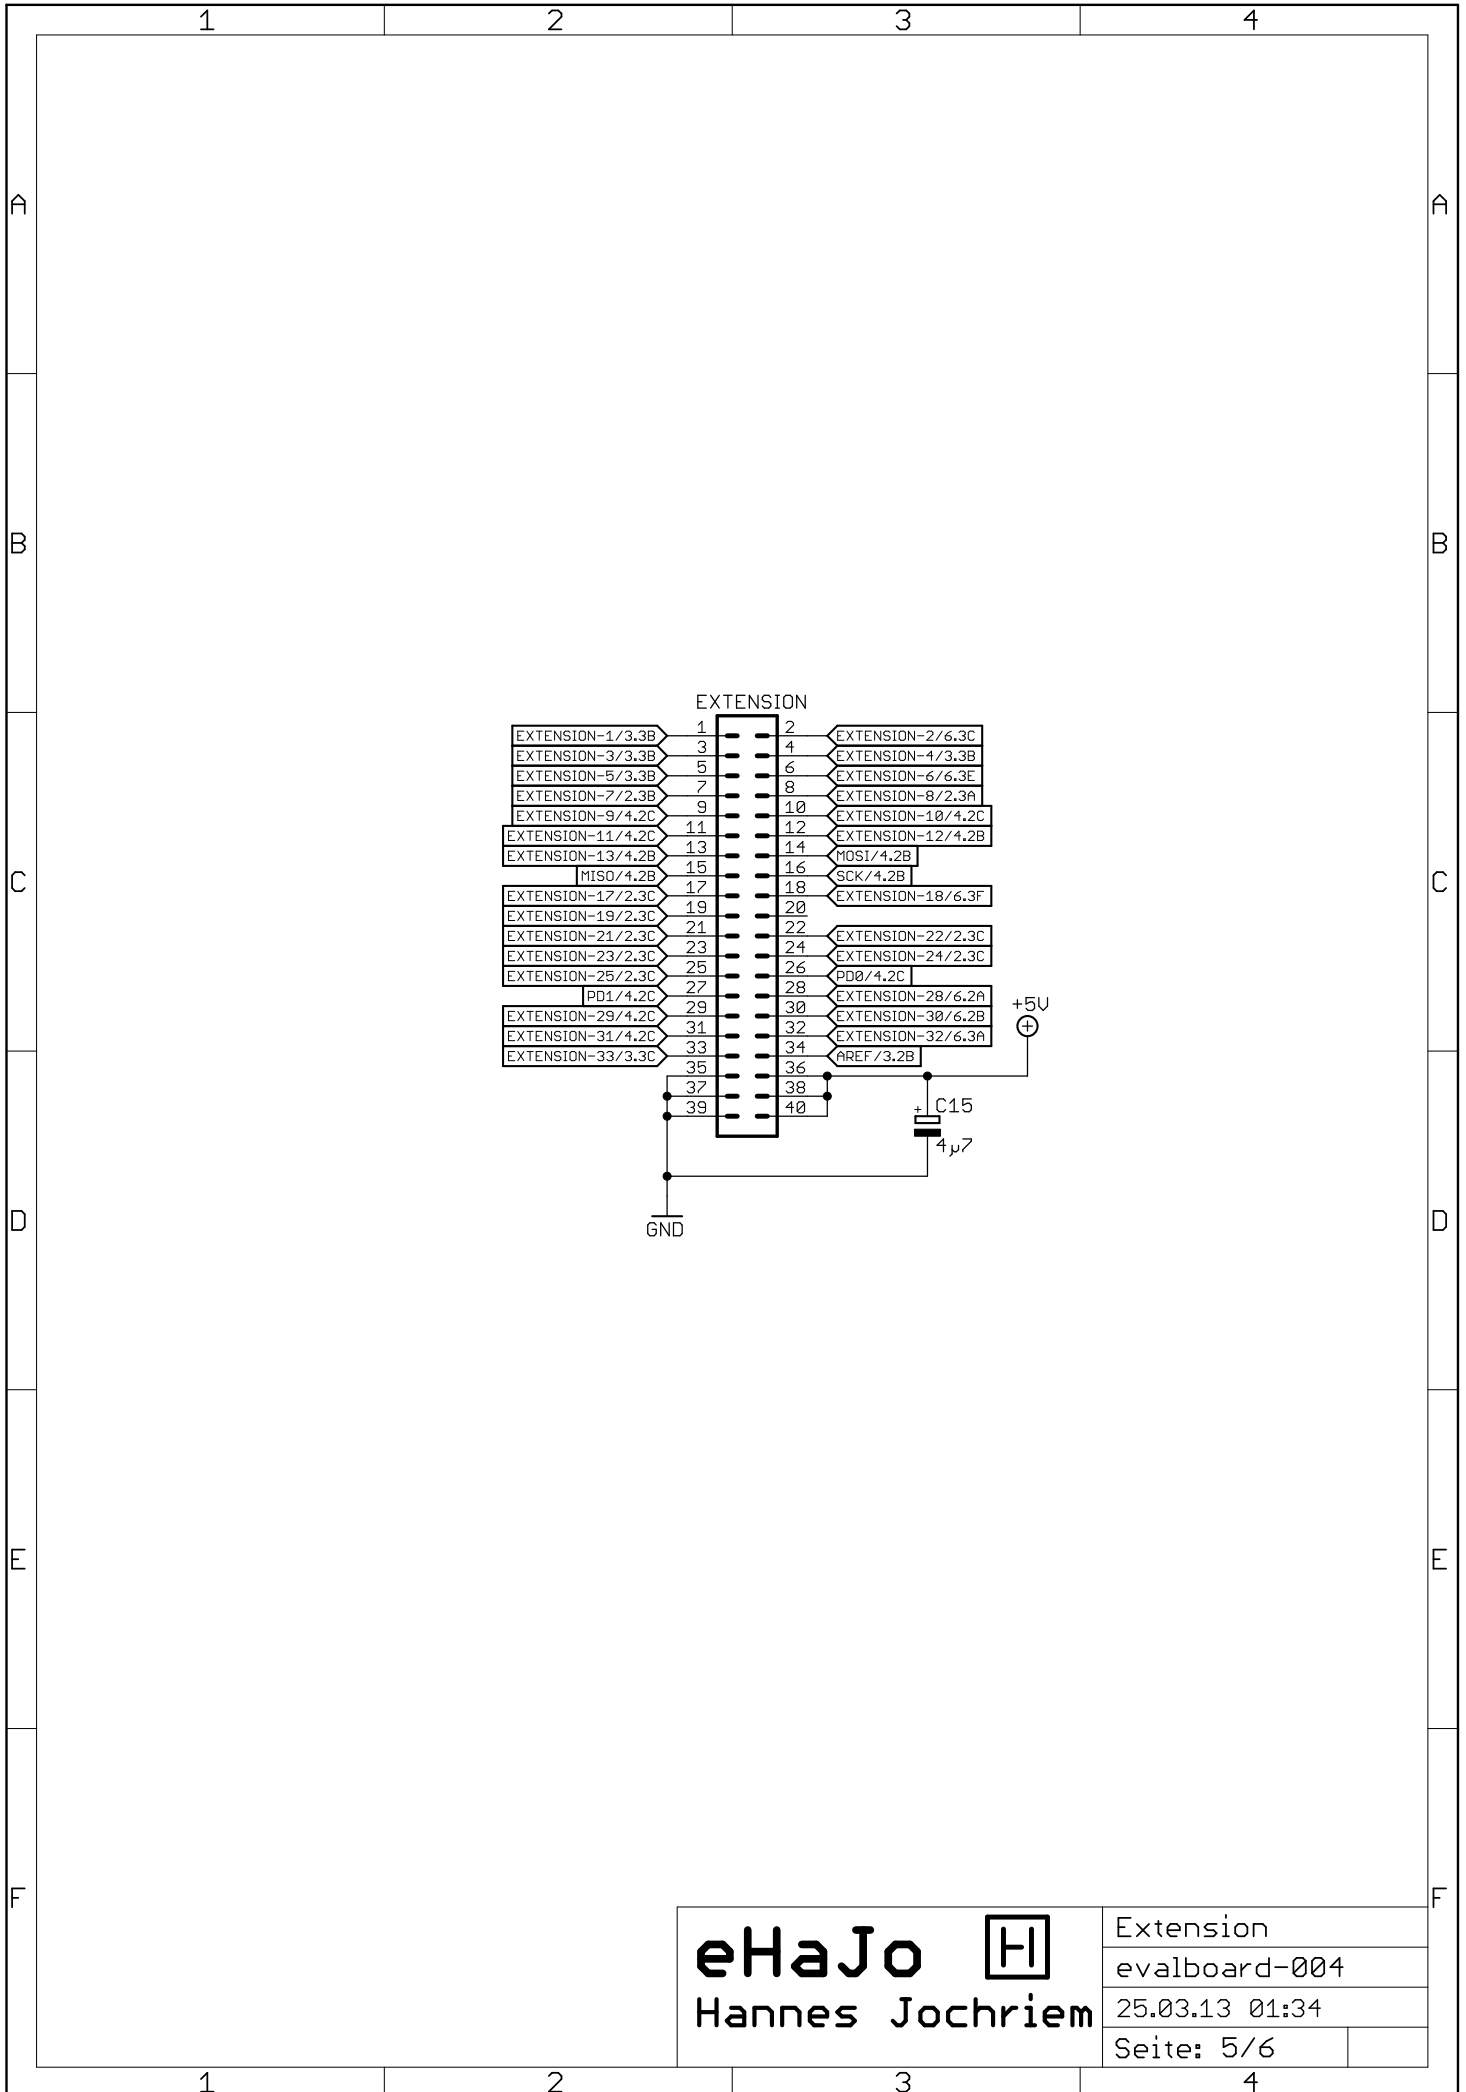 1 2 3 4
A A
B B
EXTENSION
EXTENSION-1/3.3B 1 2 EXTENSION-2/6.3C
EXTENSION-3/3.3B 3 4 EXTENSION-4/3.3B
EXTENSION-5/3.3B 5 6 EXTENSION-6/6.3E
EXTENSION-7/2.3B 7 8 EXTENSION-8/2.3A
EXTENSION-9/4.2C 9 10 EXTENSION-10/4.2C
EXTENSION-11/4.2C 11 12 EXTENSION-12/4.2B
EXTENSION-13/4.2B 13 14 MOSI/4.2B
C MISO/4.2B 15 16 SCK/4.2B C
EXTENSION-17/2.3C 17 18 EXTENSION-18/6.3F
EXTENSION-19/2.3C 19 20
EXTENSION-21/2.3C 21 22 EXTENSION-22/2.3C
EXTENSION-23/2.3C 23 24 EXTENSION-24/2.3C
EXTENSION-25/2.3C 25 26 PD0/4.2C
PD1/4.2C 27 28 EXTENSION-28/6.2A
EXTENSION-29/4.2C 29 30 EXTENSION-30/6.2B +5V
EXTENSION-31/4.2C 31 32 EXTENSION-32/6.3A +
EXTENSION-33/3.3C 33 34 AREF/3.2B
35 36
37 38
39 40 + C15
4µ7
D D
GND
E E
F F
eHaJo H
Hannes Jochriem
Extension
evalboard-004
25.03.13 01:34
Seite: 5/6
1 2 3 4